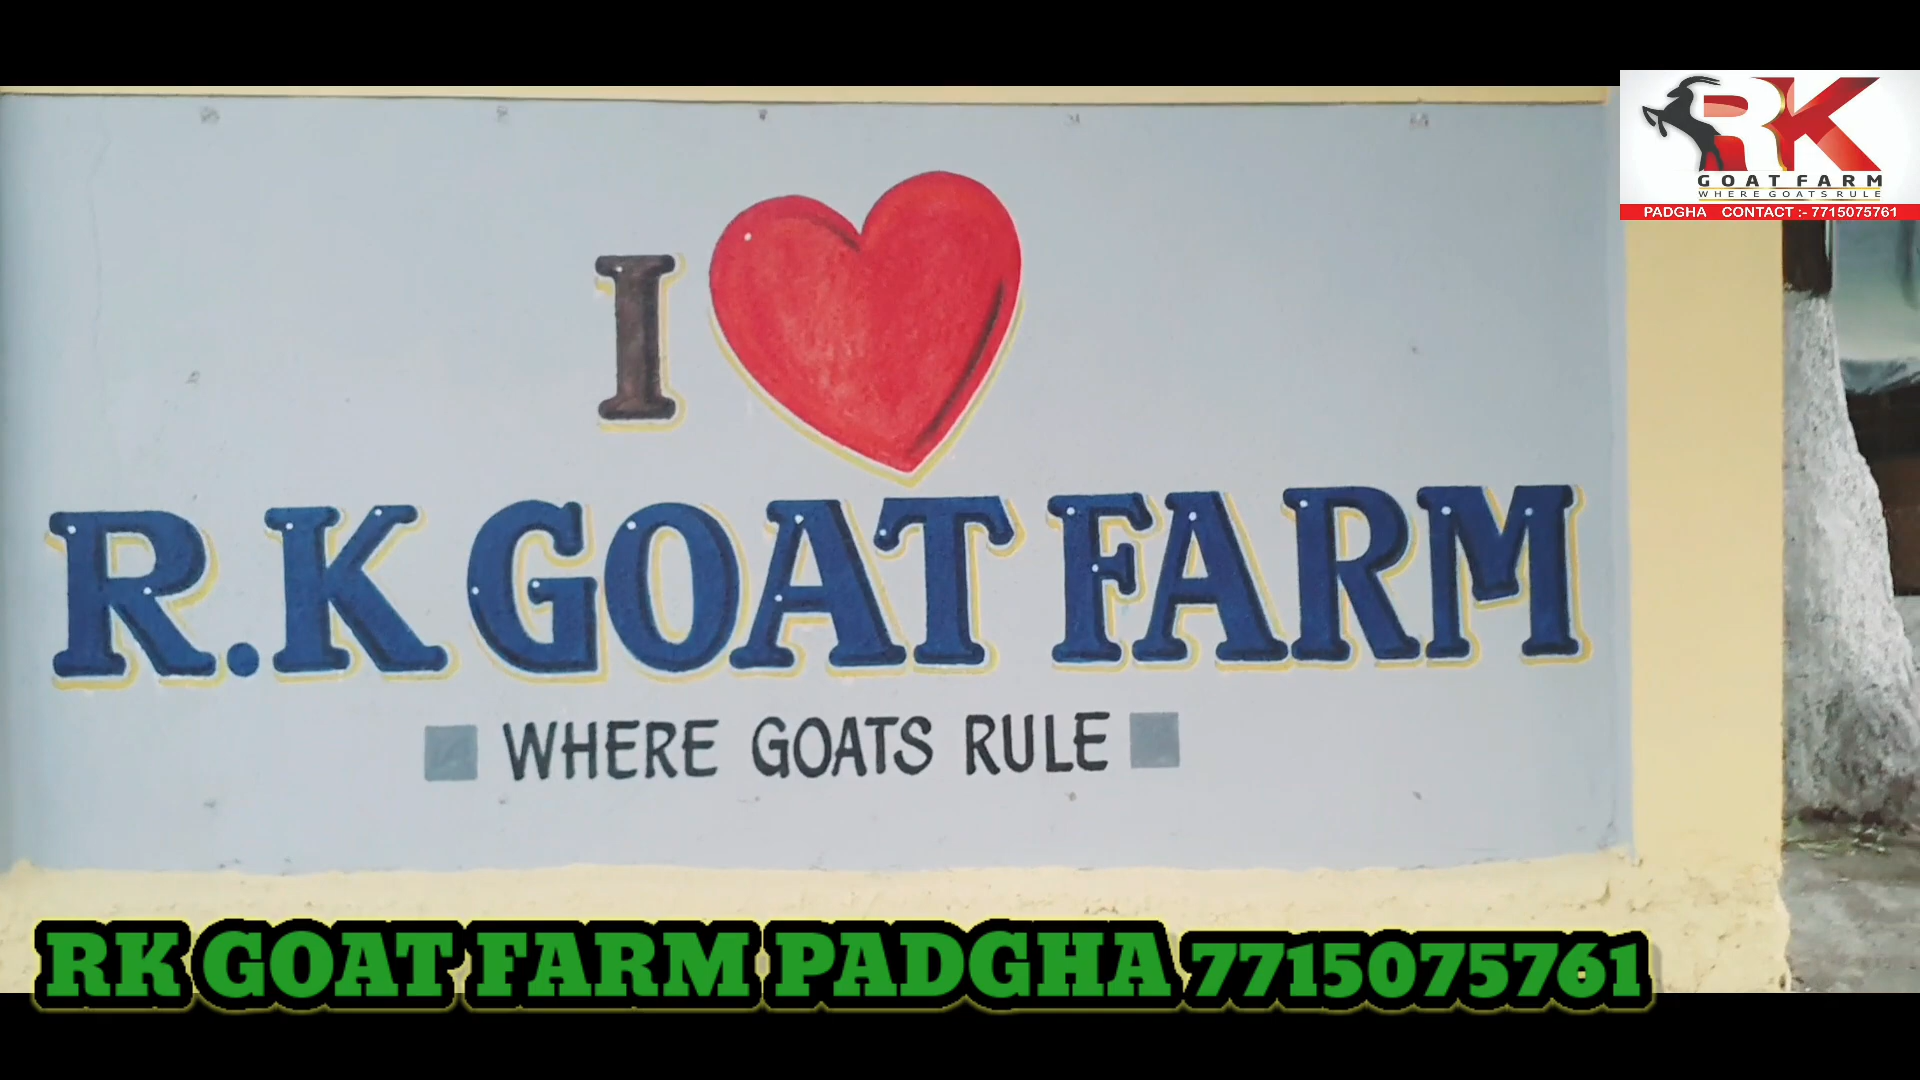 RK
GOAT FARM
WHERE GOATS RULE
PADGHA CONTACT :- 7715075761
I
R.K GOAT FARM
WHERE GOATS RULE
RK GOAT FARM PADGHA 7715075761